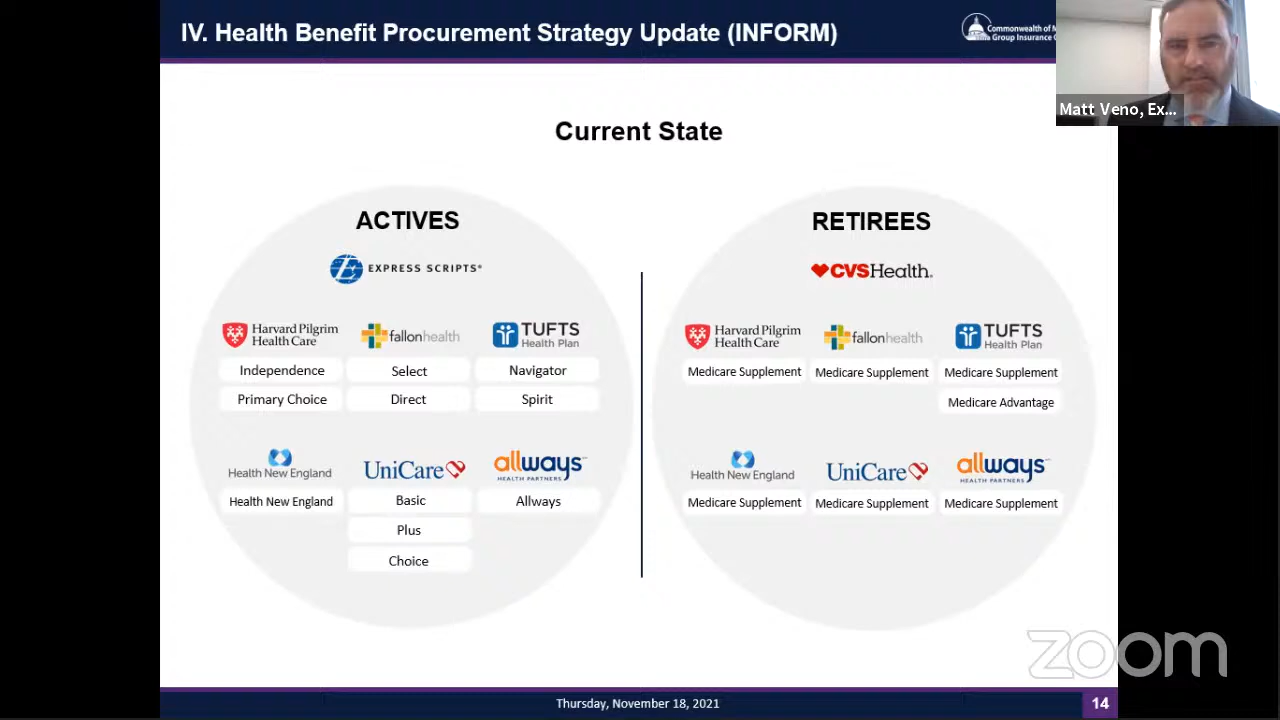 IV. Health Benefit Procurement Strategy Update (INFORM)
Commonwealth of M
Group Insurance C
Matt Veno, Ex...
Current State
ACTIVES
EXPRESS SCRIPTS®
Harvard Pilgrim
Health Care
fallonhealth
TUFTS
Health Plan
Independence
Select
Navigator
Primary Choice
Direct
Spirit
Health New England
UniCare
allways
HEALTH PARTNERS
Health New England
Basic
Allways
Plus
Choice
RETIREES
CVSHealth®
Harvard Pilgrim
Health Care
fallonhealth
TUFTS
Health Plan
Medicare Supplement
Medicare Supplement
Medicare Supplement
Medicare Advantage
Health New England
UniCare
allways
HEALTH PARTNERS
Medicare Supplement
Medicare Supplement
Medicare Supplement
zoom
Thursday, November 18, 2021
14